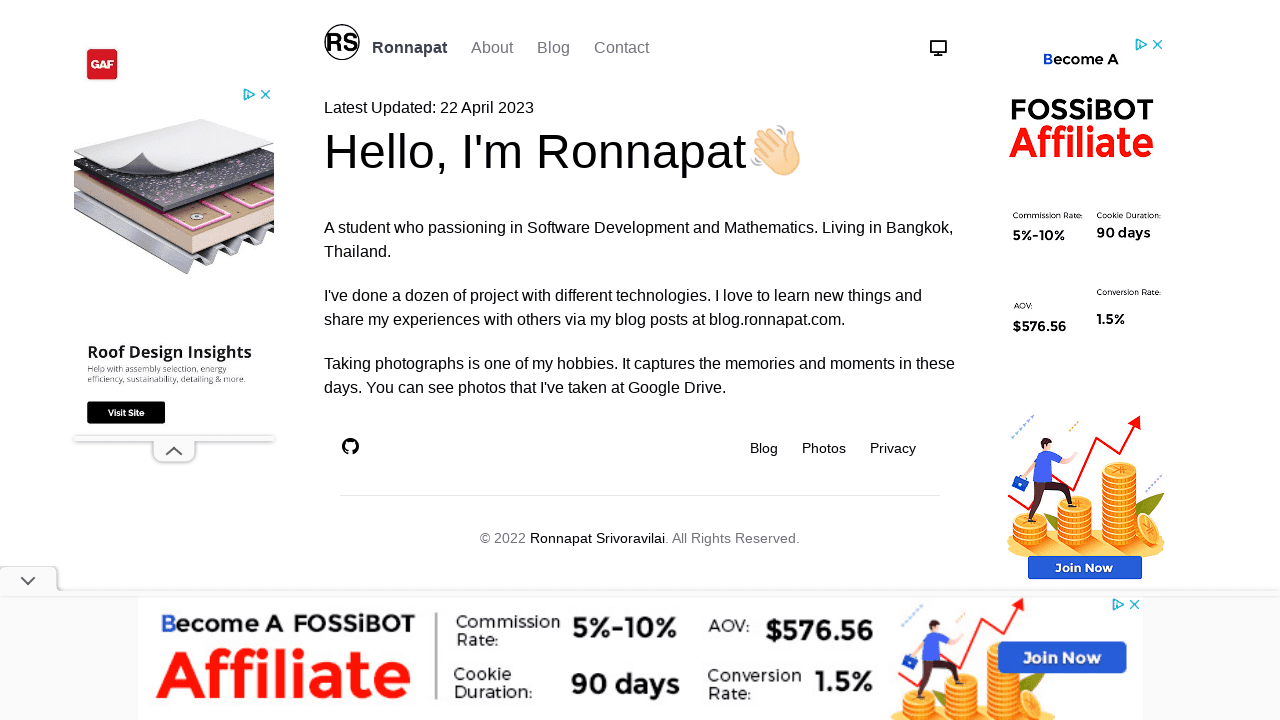 RS
Ronnapat About Blog Contact
Latest Updated: 22 April 2023
Hello, I'm Ronnapat
A student who passioning in Software Development and Mathematics. Living in Bangkok,
Thailand.
I've done a dozen of project with different technologies. I love to learn new things and
share my experiences with others via my blog posts at blog.ronnapat.com.
Taking photographs is one of my hobbies. It captures the memories and moments in these
days. You can see photos that I've taken at Google Drive.
Blog Photos Privacy
© 2022 Ronnapat Srivoravilai. All Rights Reserved.
GAF
Roof Design Insights
Help with assembly selection, energy
efficiency, sustainability, detailing & more.
Visit Site
Become A
FOSSiBOT
Affiliate
Commission Rate:
5%-10%
Cookie Duration:
90 days
AOV:
$576.56
Conversion Rate:
1.5%
Join Now
Become A FOSSiBOT
Affiliate
Commission
Rate:
5%-10%
Cookie
Duration:
90 days
AOV:
$576.56
Conversion
Rate:
1.5%
Join Now